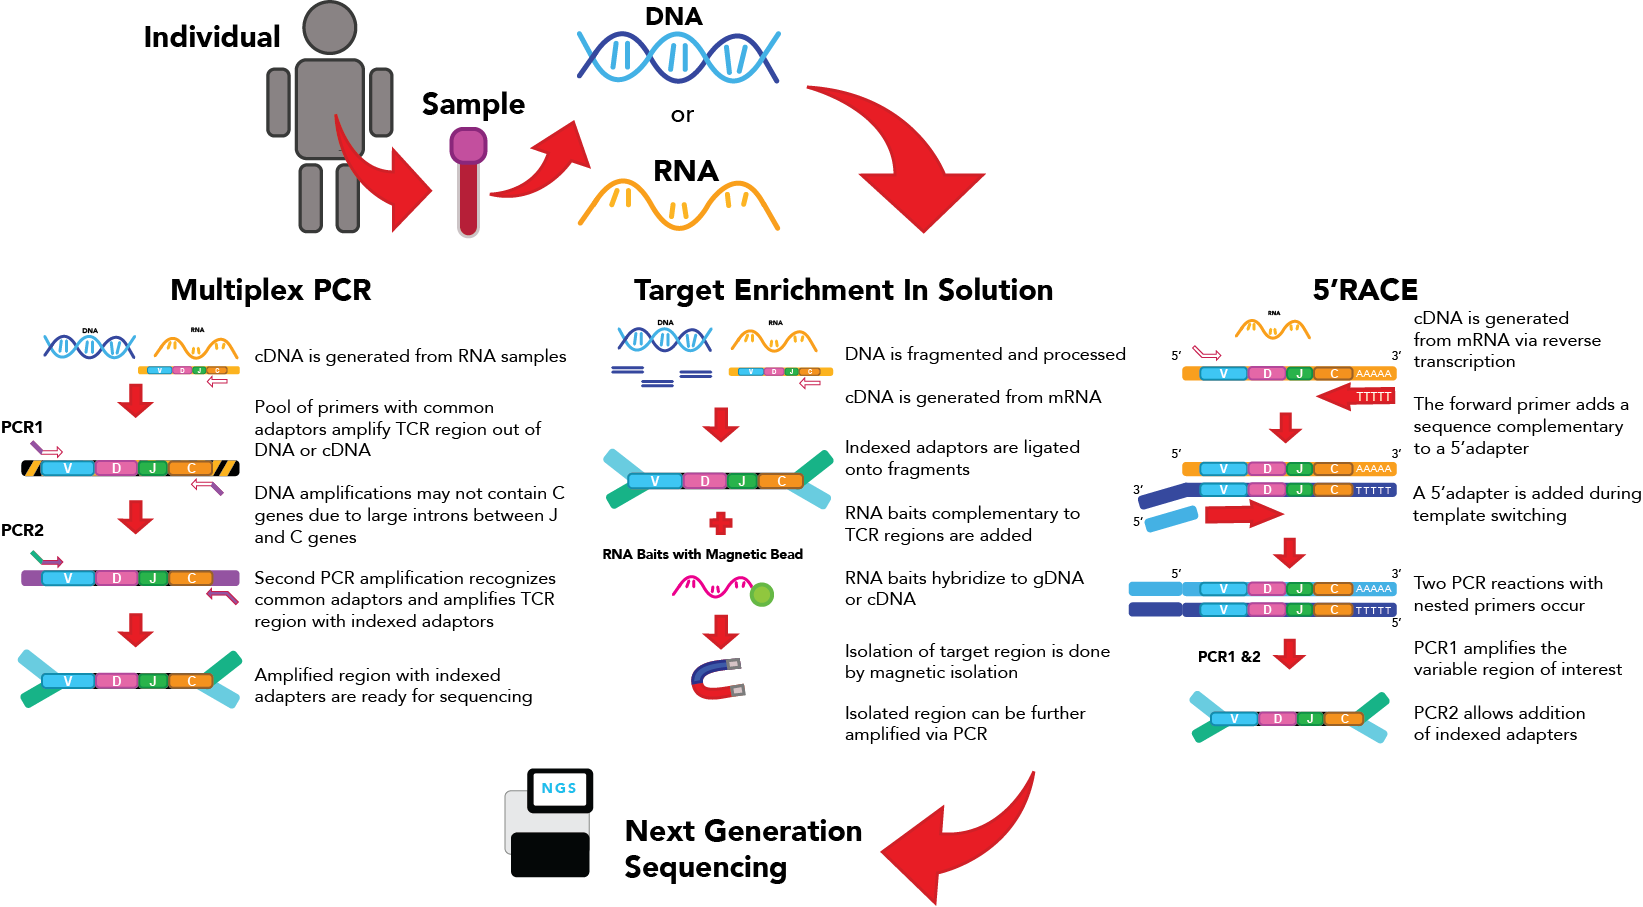 Individual
Sample
DNA
or
RNA
Multiplex PCR
DNA
RNA
V D J C
cDNA is generated from RNA samples
PCR1
V D J C
Pool of primers with common
adaptors amplify TCR region out of
DNA or cDNA
DNA amplifications may not contain C
genes due to large introns between J
and C genes
PCR2
V D J C
Second PCR amplification recognizes
common adaptors and amplifies TCR
region with indexed adaptors
V D J C
Amplified region with indexed
adapters are ready for sequencing
Target Enrichment In Solution
DNA
RNA
V D J C
DNA is fragmented and processed
cDNA is generated from mRNA
V D J C
Indexed adaptors are ligated
onto fragments
RNA baits complementary to
TCR regions are added
RNA Baits with Magnetic Bead
RNA baits hybridize to gDNA
or cDNA
Isolation of target region is done
by magnetic isolation
Isolated region can be further
amplified via PCR
5’RACE
RNA
5’ 3’
V D J C AAAAA
TTTTT
cDNA is generated
from mRNA via reverse
transcription
The forward primer adds a
sequence complementary
to a 5’adapter
5’
V D J C AAAAA
3’ V D J C TTTTT
5’
A 5’adapter is added during
template switching
5’ 3’
V D J C AAAAA
V D J C TTTTT
5’
Two PCR reactions with
nested primers occur
PCR1 &2
PCR1 amplifies the
variable region of interest
V D J C
PCR2 allows addition
of indexed adapters
NGS
Next Generation
Sequencing